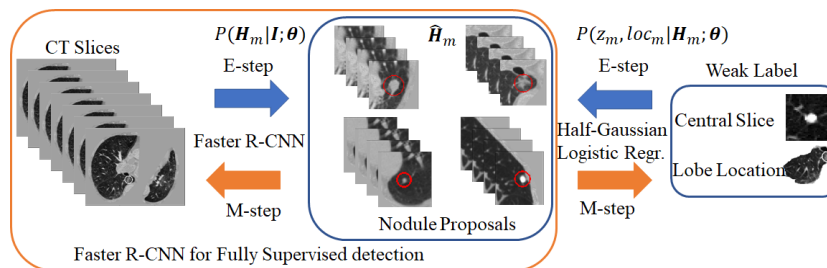 CT Slices
P(H_m|I;θ)
E-step
Faster R-CNN
M-step
Ĥ_m
Nodule Proposals
P(z_m, loc_m|H_m;θ)
E-step
Half-Gaussian
Logistic Regr.
M-step
Weak Label
Central Slice
Lobe Location
Faster R-CNN for Fully Supervised detection